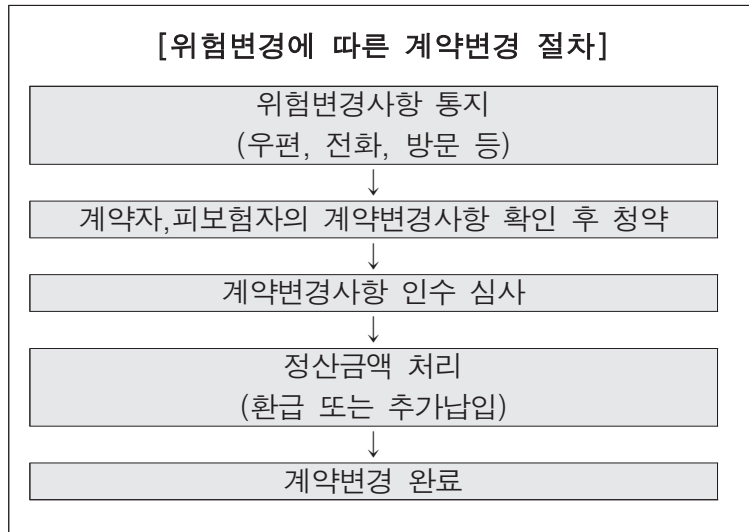 [위험변경에 따른 계약변경 절차]
위험변경사항 통지
(우편, 전화, 방문 등)
↓
계약자,피보험자의 계약변경사항 확인 후 청약
↓
계약변경사항 인수 심사
↓
정산금액 처리
(환급 또는 추가납입)
↓
계약변경 완료